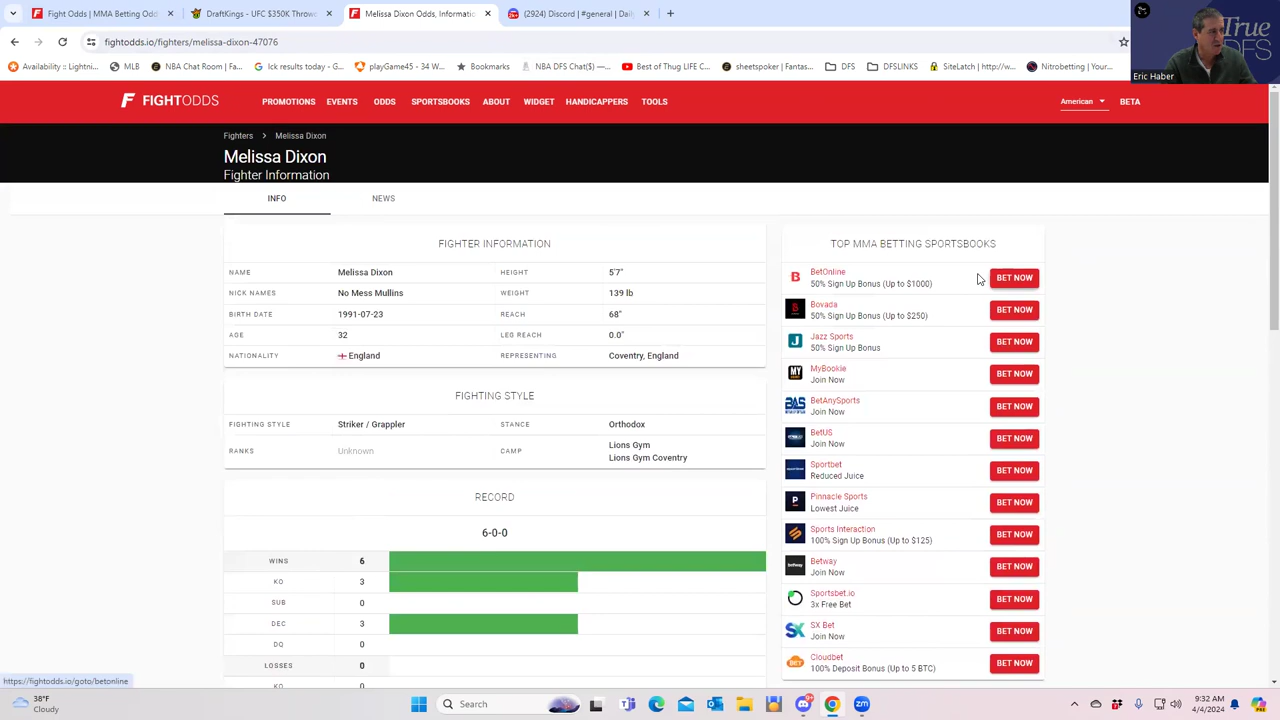 FightOdds | MMA Betting Odd
DraftKings - UFC $350K Throwd
Melissa Dixon Odds, Informatio
(2924) Discord | #general | Dail
fightodds.io/fighters/melissa-dixon-47076
Availability :: Lightni...
MLB
NBA Chat Room | Fa...
Ick results today - G...
playGame45 - 34 W...
Bookmarks
NBA DFS Chat($) —...
Best of Thug LIFE C...
sheetspoker | Fantas...
DFS
DFSLINKS
SiteLatch | http://w...
Nitrobetting | Your...
True
DFS
Eric Haber
FIGHTODDS
PROMOTIONS
EVENTS
ODDS
SPORTSBOOKS
ABOUT
WIDGET
HANDICAPPERS
TOOLS
American
BETA
Fighters > Melissa Dixon
Melissa Dixon
Fighter Information
INFO
NEWS
FIGHTER INFORMATION
NAME Melissa Dixon HEIGHT 5'7"
NICK NAMES No Mess Mullins WEIGHT 139 lb
BIRTH DATE 1991-07-23 REACH 68"
AGE 32 LEG REACH 0.0"
NATIONALITY England REPRESENTING Coventry, England
FIGHTING STYLE
FIGHTING STYLE Striker / Grappler STANCE Orthodox
RANKS Unknown CAMP Lions Gym
Lions Gym Coventry
RECORD
6-0-0
WINS 6
KO 3
SUB 0
DEC 3
DQ 0
LOSSES 0
KO 0
TOP MMA BETTING SPORTSBOOKS
BetOnline
50% Sign Up Bonus (Up to $1000)
BET NOW
Bovada
50% Sign Up Bonus (Up to $250)
BET NOW
Jazz Sports
50% Sign Up Bonus
BET NOW
MyBookie
Join Now
BET NOW
BetAnySports
Join Now
BET NOW
BetUS
Join Now
BET NOW
Sportbet
Reduced Juice
BET NOW
Pinnacle Sports
Lowest Juice
BET NOW
Sports Interaction
100% Sign Up Bonus (Up to $125)
BET NOW
Betway
Join Now
BET NOW
Sportsbet.io
3x Free Bet
BET NOW
SX Bet
Join Now
BET NOW
Cloudbet
100% Deposit Bonus (Up to 5 BTC)
BET NOW
https://fightodds.io/goto/betonline
38°F
Cloudy
Search
9:32 AM
4/4/2024